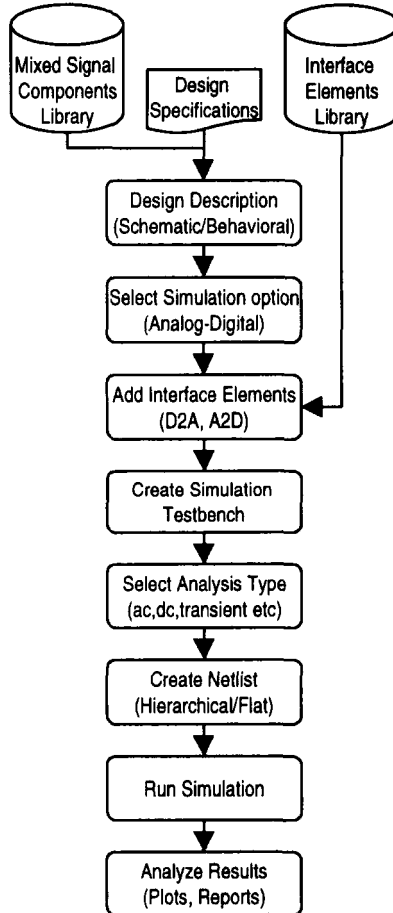 Mixed Signal
Components
Library
Design
Specifications
Interface
Elements
Library
Design Description
(Schematic/Behavioral)
Select Simulation option
(Analog-Digital)
Add Interface Elements
(D2A, A2D)
Create Simulation
Testbench
Select Analysis Type
(ac,dc,transient etc)
Create Netlist
(Hierarchical/Flat)
Run Simulation
Analyze Results
(Plots, Reports)